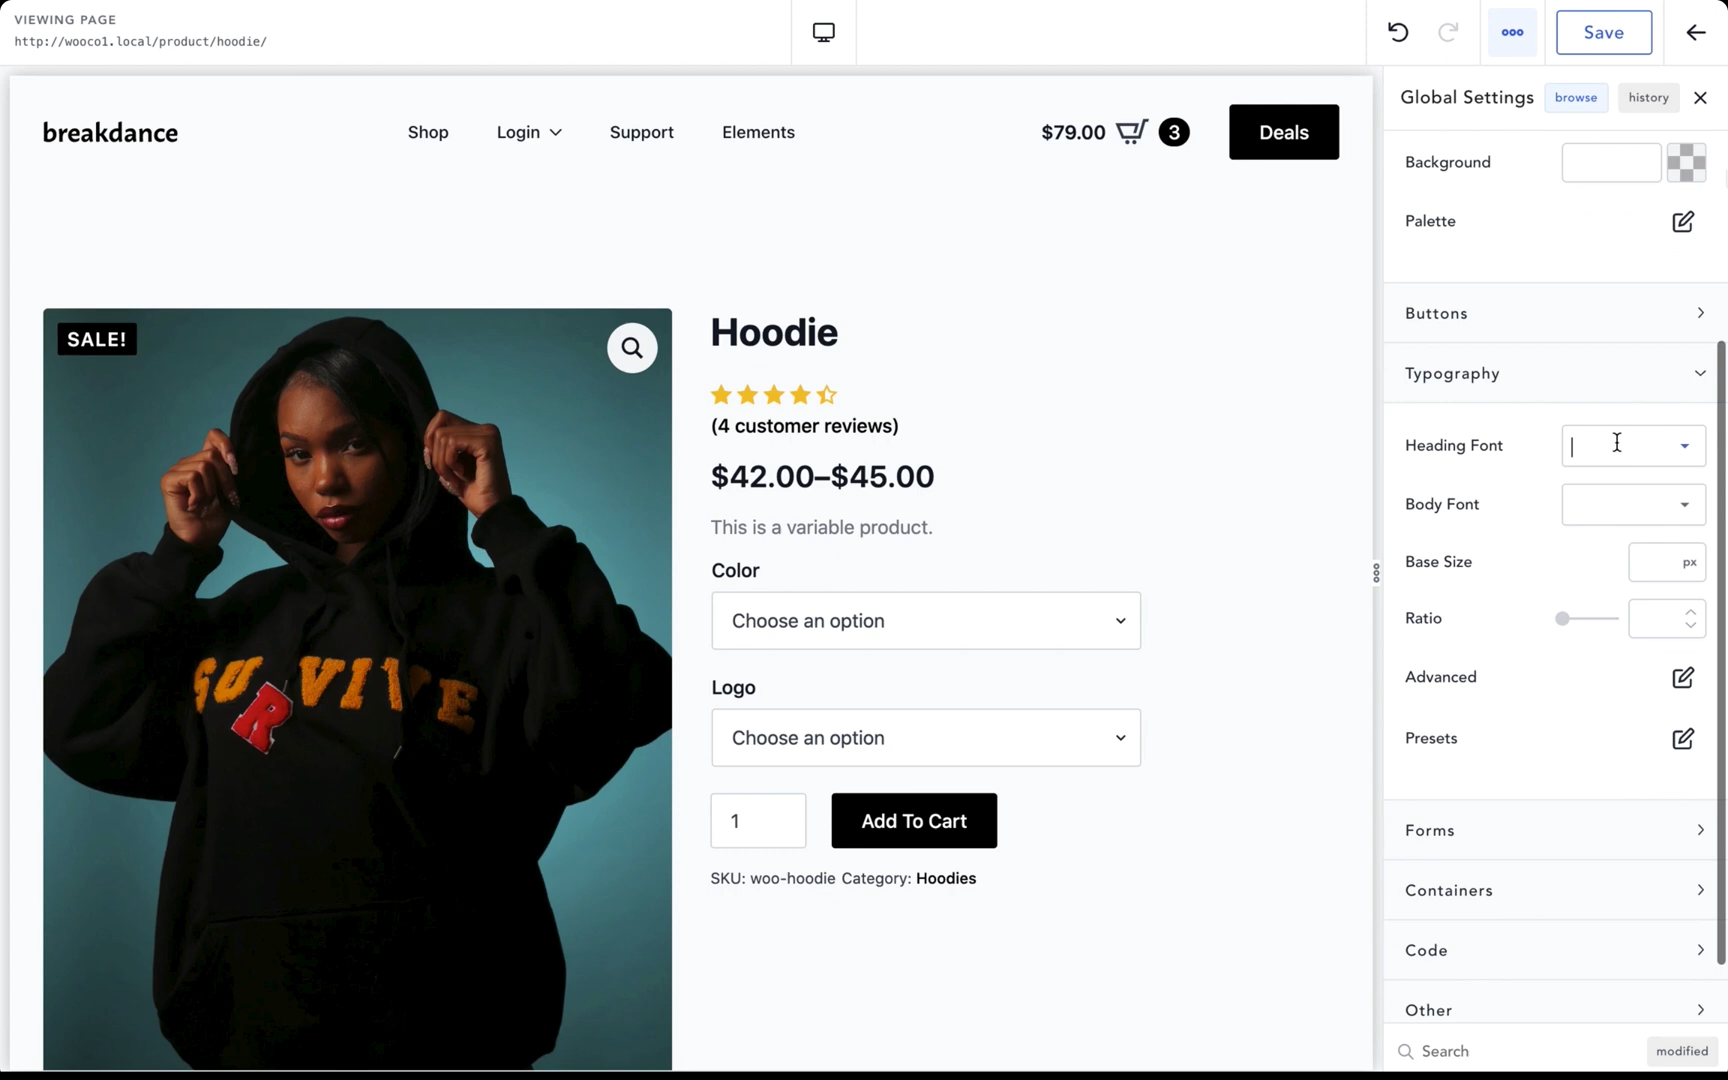 VIEWING PAGE
http://wooco1.local/product/hoodie/
Save
breakdance
Shop
Login
Support
Elements
$79.00
3
Deals
SALE!
SU VIVE
R
Hoodie
(4 customer reviews)
$42.00–$45.00
This is a variable product.
Color
Choose an option
Logo
Choose an option
1
Add To Cart
SKU: woo-hoodie Category: Hoodies
Global Settings
browse
history
Background
Palette
Buttons
Typography
Heading Font
Body Font
Base Size
px
Ratio
Advanced
Presets
Forms
Containers
Code
Other
Search
modified